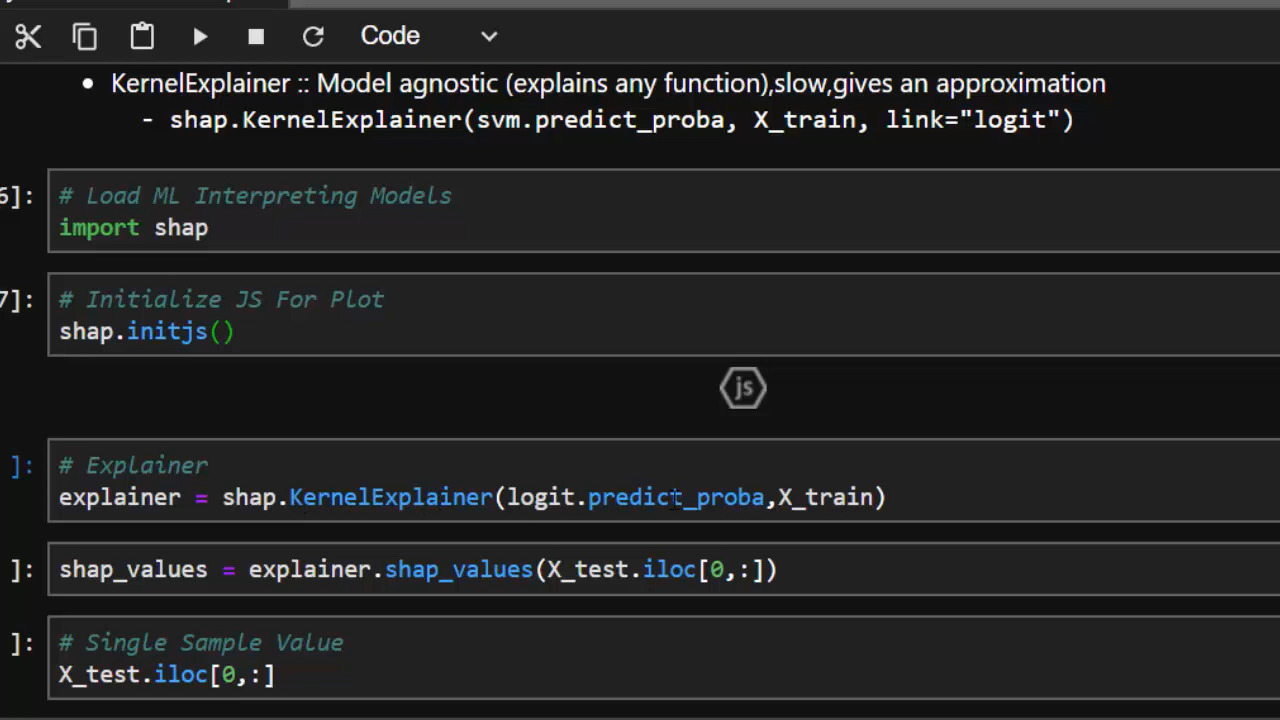 Code
• KernelExplainer :: Model agnostic (explains any function),slow,gives an approximation
- shap.KernelExplainer(svm.predict_proba, X_train, link="logit")
6]:
# Load ML Interpreting Models
import shap
7]:
# Initialize JS For Plot
shap.initjs()
js
]:
# Explainer
explainer = shap.KernelExplainer(logit.predict_proba,X_train)
]:
shap_values = explainer.shap_values(X_test.iloc[0,:])
]:
# Single Sample Value
X_test.iloc[0,:]